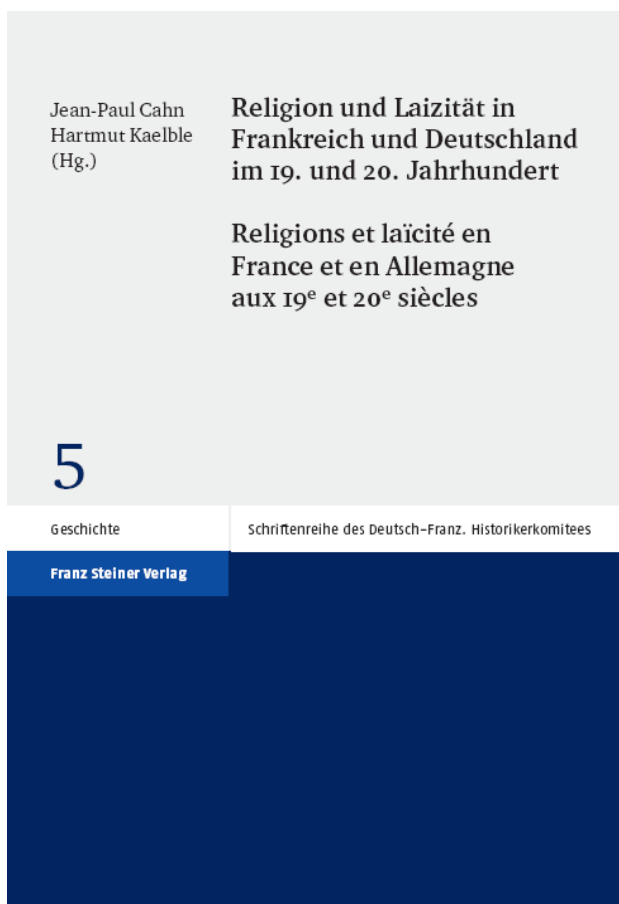 Jean-Paul Cahn
Hartmut Kaelble
(Hg.)
Religion und Laizität in
Frankreich und Deutschland
im 19. und 20. Jahrhundert
Religions et laïcité en
France et en Allemagne
aux 19e et 20e siècles
5
Geschichte
Schriftenreihe des Deutsch-Franz. Historikerkomitees
Franz Steiner Verlag